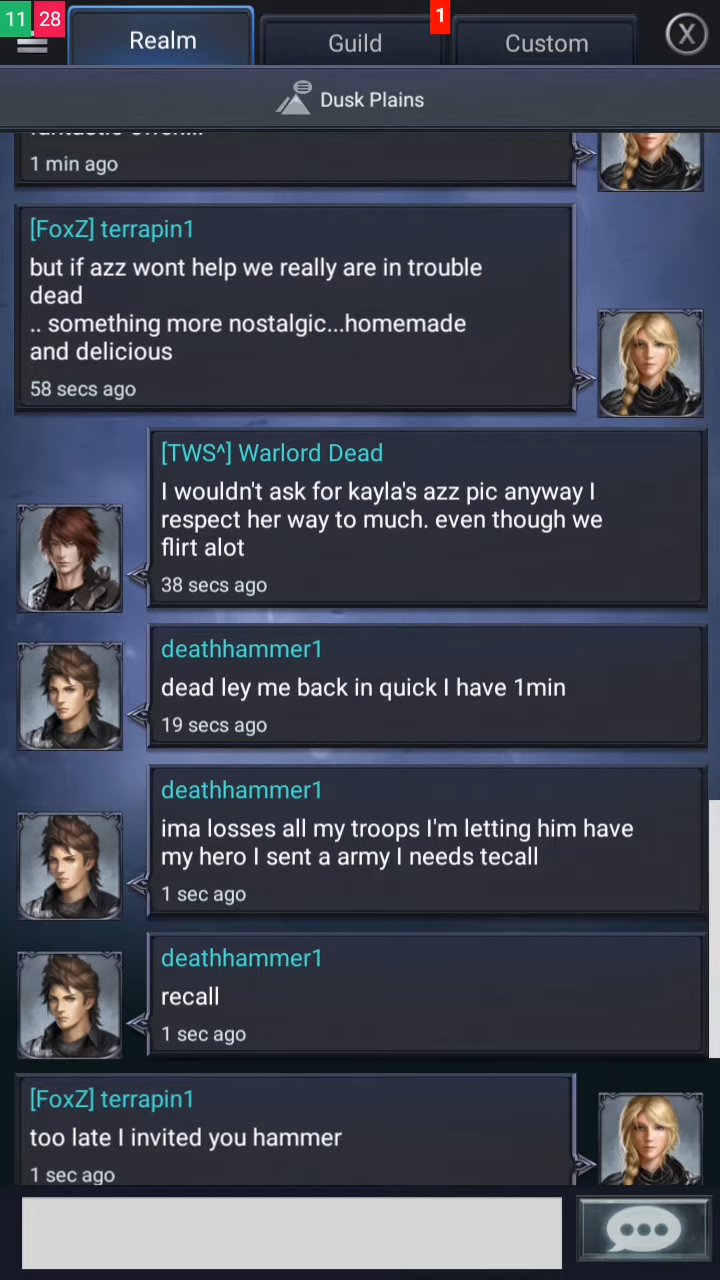 11 28
1
Realm
Guild
Custom
X
Dusk Plains
1 min ago
[FoxZ] terrapin1
but if azz wont help we really are in trouble
dead
.. something more nostalgic...homemade
and delicious
58 secs ago
[TWS^] Warlord Dead
I wouldn't ask for kayla's azz pic anyway I
respect her way to much. even though we
flirt alot
38 secs ago
deathhammer1
dead ley me back in quick I have 1min
19 secs ago
deathhammer1
ima losses all my troops I'm letting him have
my hero I sent a army I needs tecall
1 sec ago
deathhammer1
recall
1 sec ago
[FoxZ] terrapin1
too late I invited you hammer
1 sec ago